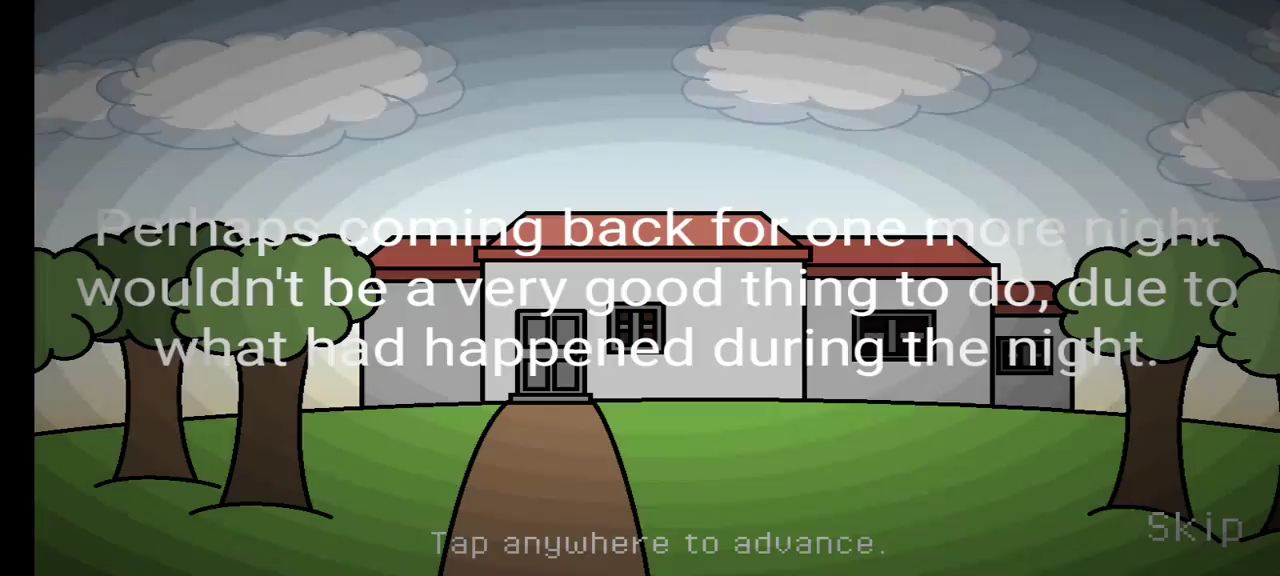 Perhaps coming back for one more night
wouldn't be a very good thing to do, due to
what had happened during the night.
Skip
Tap anywhere to advance.